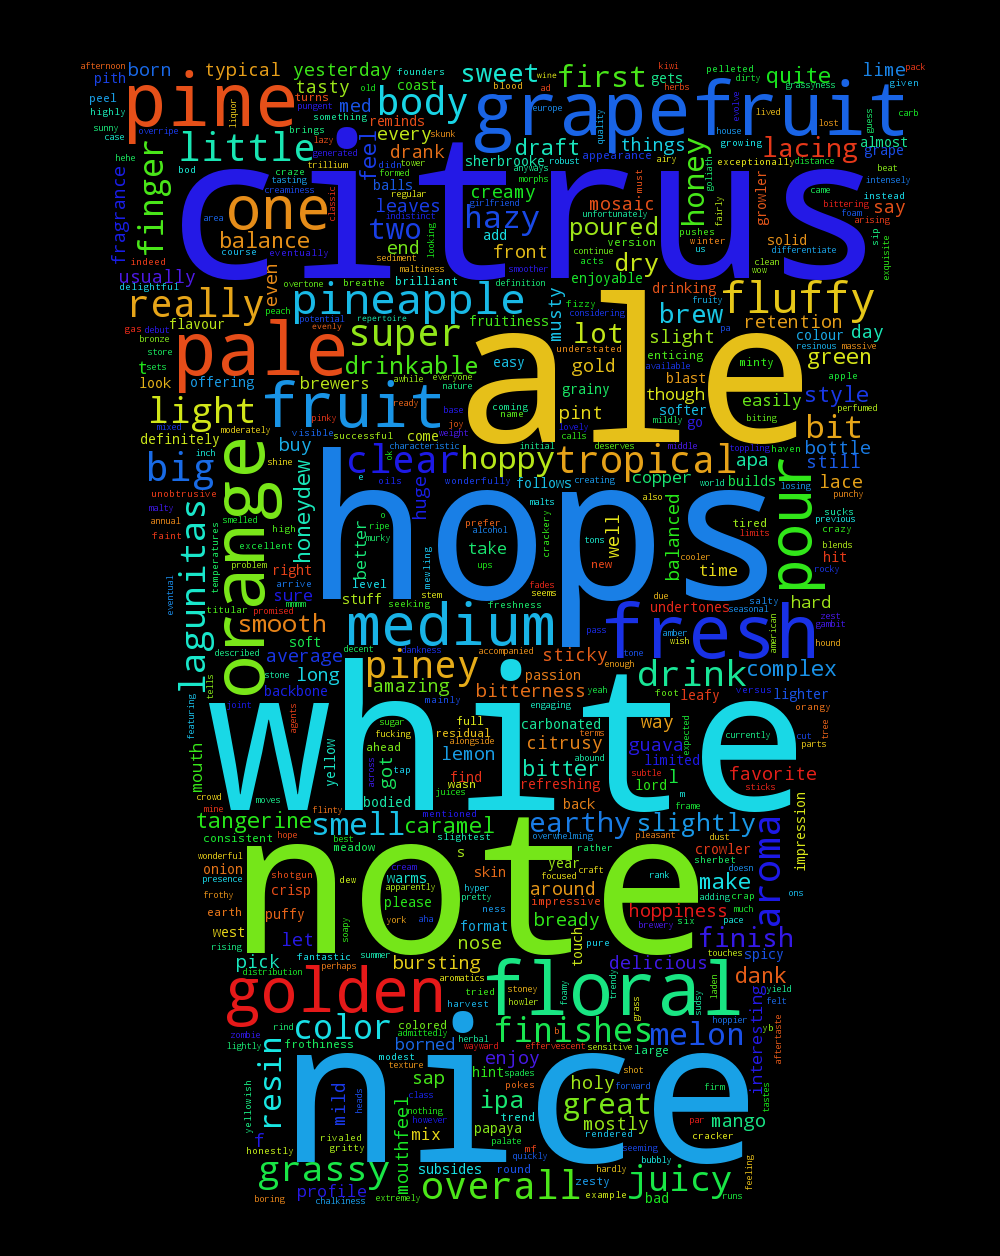 afternoon born typical yesterday founders sweet wine first kiwi lime pack
pith pine tasty old body blood grapefruit herbs gets pelleted dirty grassyness quite given
peel highly liquor turns pungent something med coast ad europe evolve lived lost carb
sunny case override little brings lazy reminds every skunk draft quality things house growing guess almost
hehe finger generated feel drank sherbrooke robust appearance airy honey lacing grape
bod craze trillium didn tower anyways exceptionally distance beat
fragrance tasting creaminess formed balls creamy morphs must goliath growler intensely
citrus one classic regular leaves girlfriend mosaic fairly came bittering instead
area indistinct two hazy unfortunately foam say
balance course eventually end looking add poured version pushes winter us solid arising sip
indeed sediment front continue acts dry clean wow differentiate exquisite
usually even overtone breathe maltiness smoother enjoyable
delightful peach brilliant definition fizzy drinking fluffy
really pineapple musty considering fruity
gas debut potential repertoire fruitiness lot brew pa retention day
bronze flavour evenly super ale slight colour resinous massive
store pale understated enticing minty green
t sets awhile everyone drinkable easy gold blast available apple
look offering brewers nature grainy though softer easily style perfumed
light fruit pinky ready base coming name pint mildly go biting
mixed moderately joy weight lovely bit
definitely visible successful come characteristic initial calls deserves middle toppling haven bottle
inch buy ok clear hoppy tropical apa still
big shine e oils wonderfully follows creating copper builds world losing lace punchy
unobtrusive orange honeydew huge hops malts also sucks previous
malty annual smelled high o ripe prefer alcohol crackery tons well balanced tired crazy
faint excellent better murky take limits blends pour
lagunitas temperatures problem right level ups new time cooler hit rocky
eventual arrive mewling fades seems due salty
sure mmmm stuff stem seeking freshness undertones seasonal hard zest
titular promised smooth medium fresh amber american gambit
described soft decent dankness accompanied pass wish hound
average stone piney sticky enough tone drink complex
tells long amazing passion foot versus lighter
backbone bitterness yeah leafy orangy
joint agents mainly engaging
featuring sugar full carbonated way expected cut tree
white fucking residual terms currently parts
yellow ahead alongside citrusy guava
mouth across tap got lemon bitter abound limited favorite
crowd moves find wasn refreshing subtle l lord sticks
mine flinty bodied juices back m frame impression
tangerine hope smell mentioned caramel earthy slightly
consistent best meadow slightest overwhelming pleasant dust aroma
wonderful s rather crowler
onion presence shotgun dew cream warms year skin focused craft rank sherbet doesn
frothy crisp apparently hyper pretty around make adding crap ons
earth puffy note please ness impressive hoppiness much
west york aha format bready six pace
rising let soapy nose touch pure brewery finish
pick fantastic summer bursting delicious touches spicy
distribution perhaps aromatics dank
golden tried stoney foamy trendy laden yield felt
harvest howler floral grass sudsy
rind color colored hoppier yb
zombie admittedly herbal finishes b melon aftertaste
lightly frothiness borned wayward effervescent sensitive large
resin modest texture enjoy interesting
yellowish sap hint spades shot
mild heads class pokes holy forward firm tastes
nice nothing ipa great
f however trend mostly par mango
rivaled mix papaya rendered cracker
honestly gritty mouthfeel palate mf seeming
quickly bubbly feeling
grassy subsides round hardly juicy
profile overall zesty bad runs
boring chalkiness extremely example